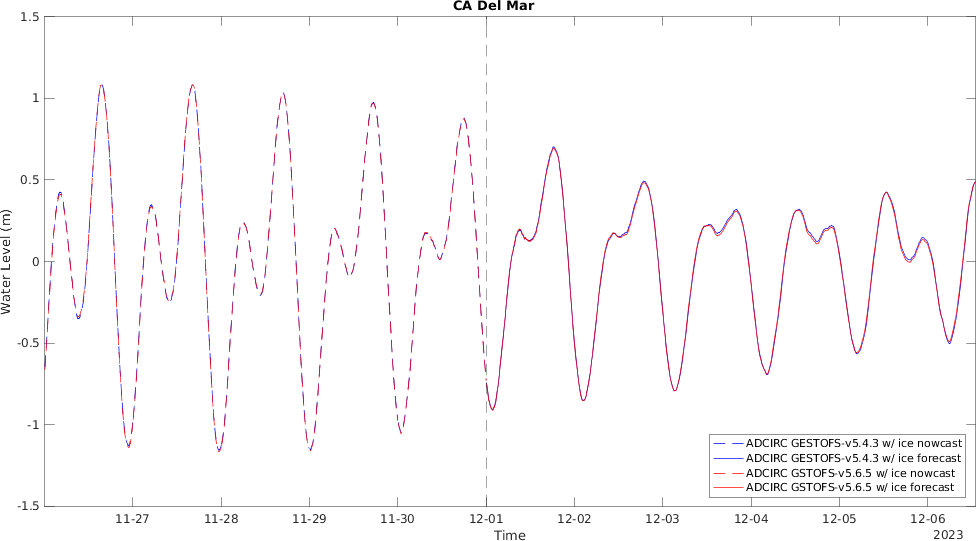 CA Del Mar
1.5
1
0.5
0
-0.5
-1
-1.5
Water Level (m)
11-27 11-28 11-29 11-30 12-01 12-02 12-03 12-04 12-05 12-06
Time
2023
ADCIRC GESTOFS-v5.4.3 w/ ice nowcast
ADCIRC GESTOFS-v5.4.3 w/ ice forecast
ADCIRC GSTOFS-v5.6.5 w/ ice nowcast
ADCIRC GSTOFS-v5.6.5 w/ ice forecast